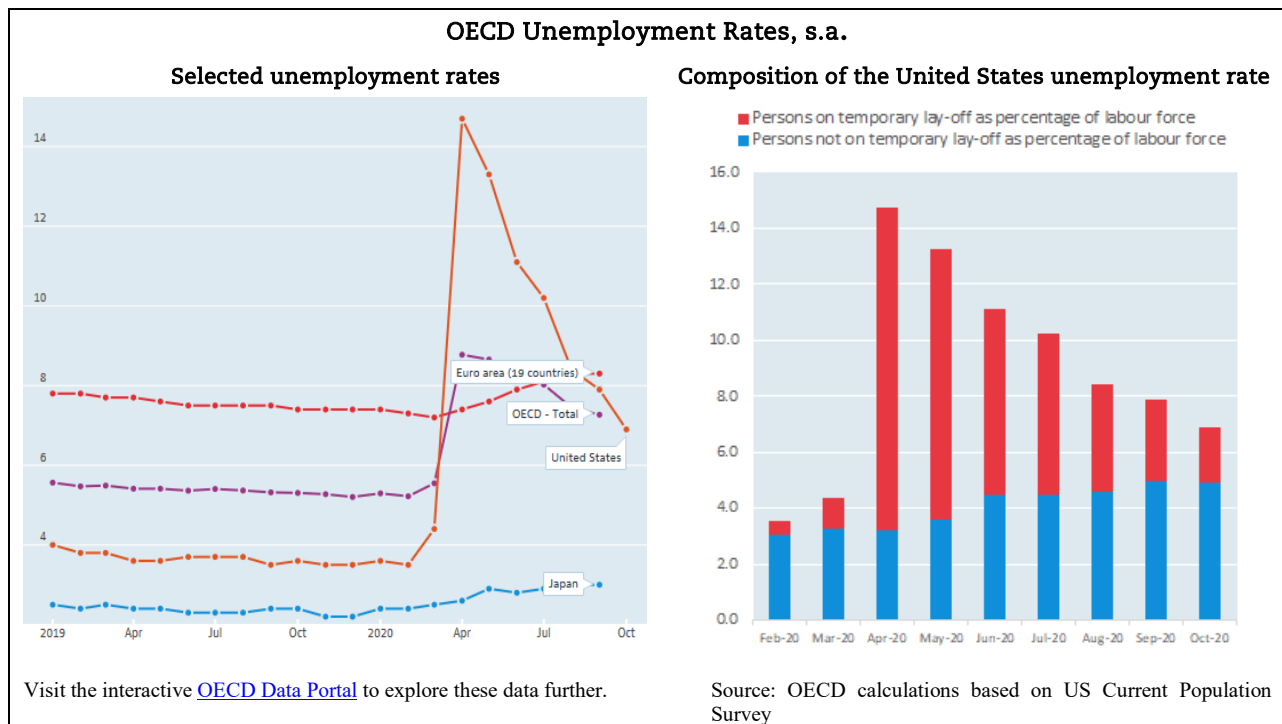 OECD Unemployment Rates, s.a.
Selected unemployment rates
14
12
10
8
6
4
Euro area (19 countries)
OECD - Total
United States
Japan
2019
Apr
Jul
Oct
2020
Apr
Jul
Oct
Visit the interactive OECD Data Portal to explore these data further.
Composition of the United States unemployment rate
Persons on temporary lay-off as percentage of labour force
Persons not on temporary lay-off as percentage of labour force
16.0
14.0
12.0
10.0
8.0
6.0
4.0
2.0
0.0
Feb-20
Mar-20
Apr-20
May-20
Jun-20
Jul-20
Aug-20
Sep-20
Oct-20
Source: OECD calculations based on US Current Population
Survey